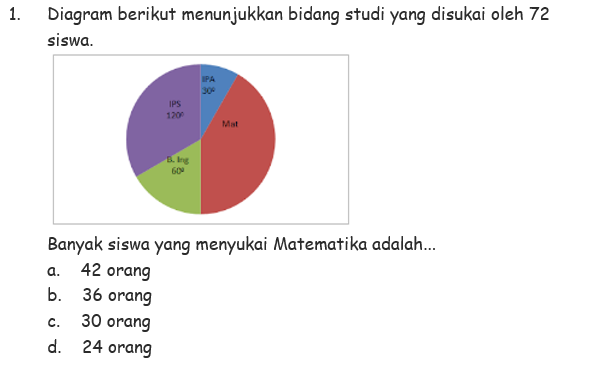 1. Diagram berikut menunjukkan bidang studi yang disukai oleh 72
siswa.
IPA
30º
IPS
120º
Mat
B. Ing
60º
Banyak siswa yang menyukai Matematika adalah...
a. 42 orang
b. 36 orang
c. 30 orang
d. 24 orang